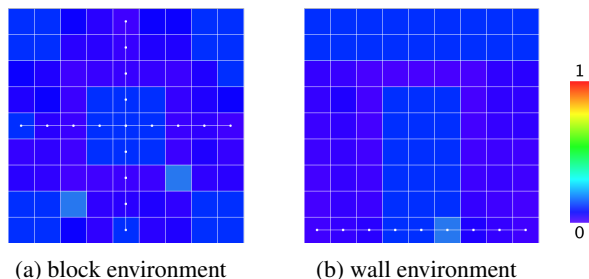 1
0
(a) block environment
(b) wall environment